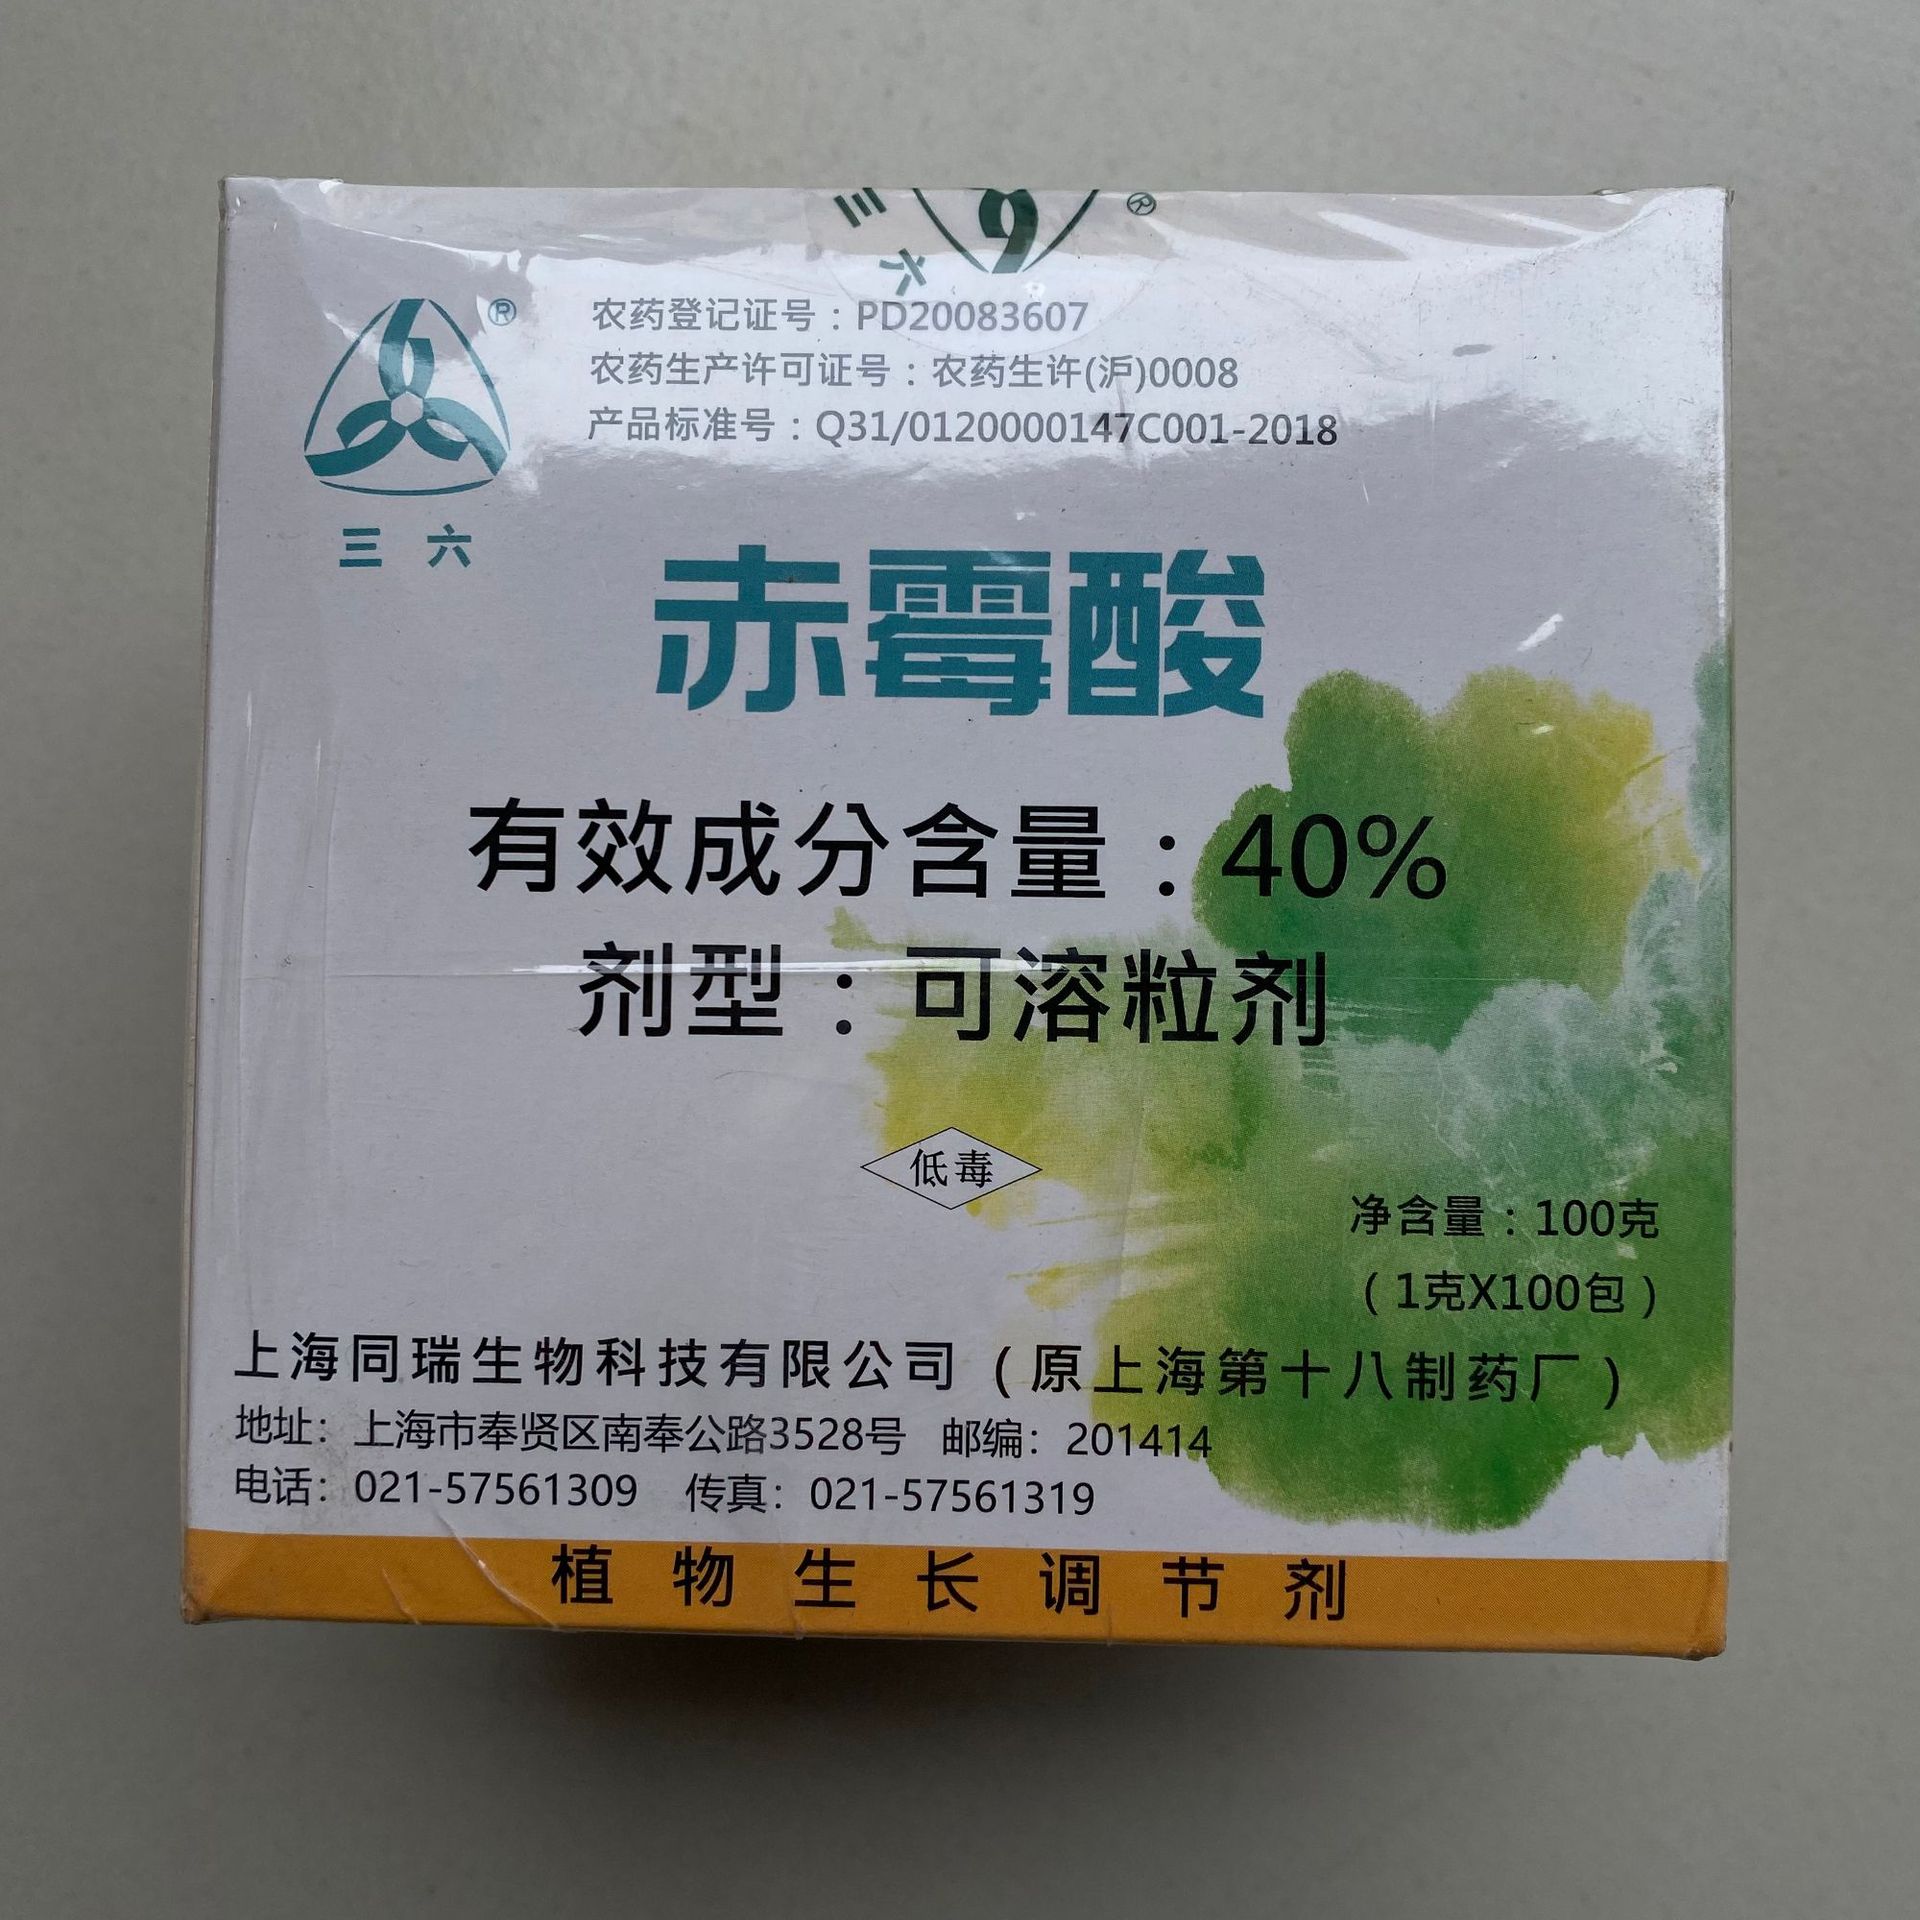 三六 ®
®
农药登记证号：PD20083607
农药生产许可证号：农药生许(沪)0008
产品标准号：Q31/0120000147C001-2018
三六
赤霉酸
有效成分含量：40%
剂型：可溶粒剂
低毒
净含量：100克
（1克X100包）
上海同瑞生物科技有限公司（原上海第十八制药厂）
地址：上海市奉贤区南奉公路3528号 邮编：201414
电话：021-57561309 传真：021-57561319
植物生长调节剂